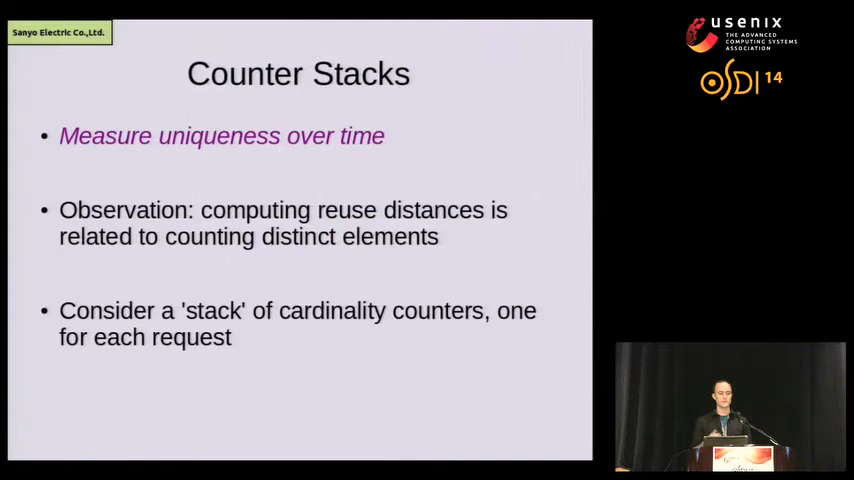 Sanyo Electric Co.,Ltd.
usenix
THE ADVANCED
COMPUTING SYSTEMS
ASSOCIATION
OSDI 14
Counter Stacks
• Measure uniqueness over time
• Observation: computing reuse distances is
related to counting distinct elements
• Consider a 'stack' of cardinality counters, one
for each request